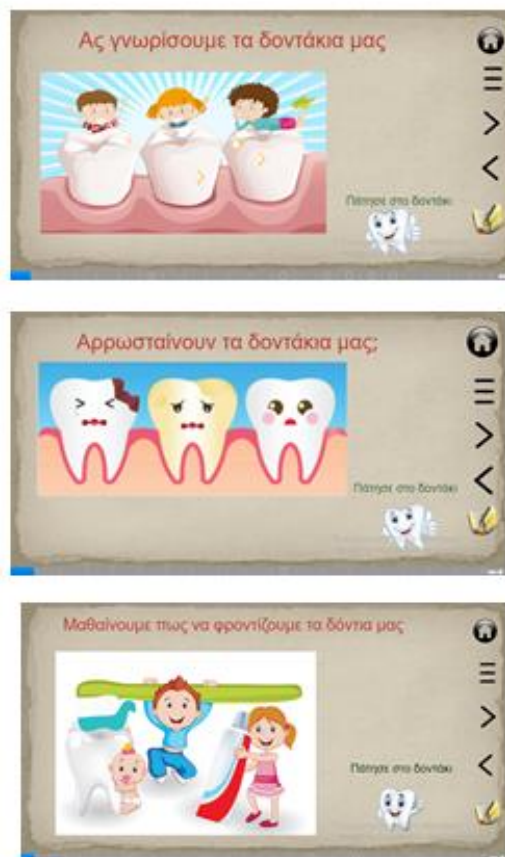 Ας γνωρίσουμε τα δοντάκια μας
Πάτησε στο δοντάκι
Αρρωσταίνουν τα δοντάκια μας;
Πάτησε στο δοντάκι
Μαθαίνουμε πως να φροντίζουμε τα δόντια μας
Πάτησε στο δοντάκι